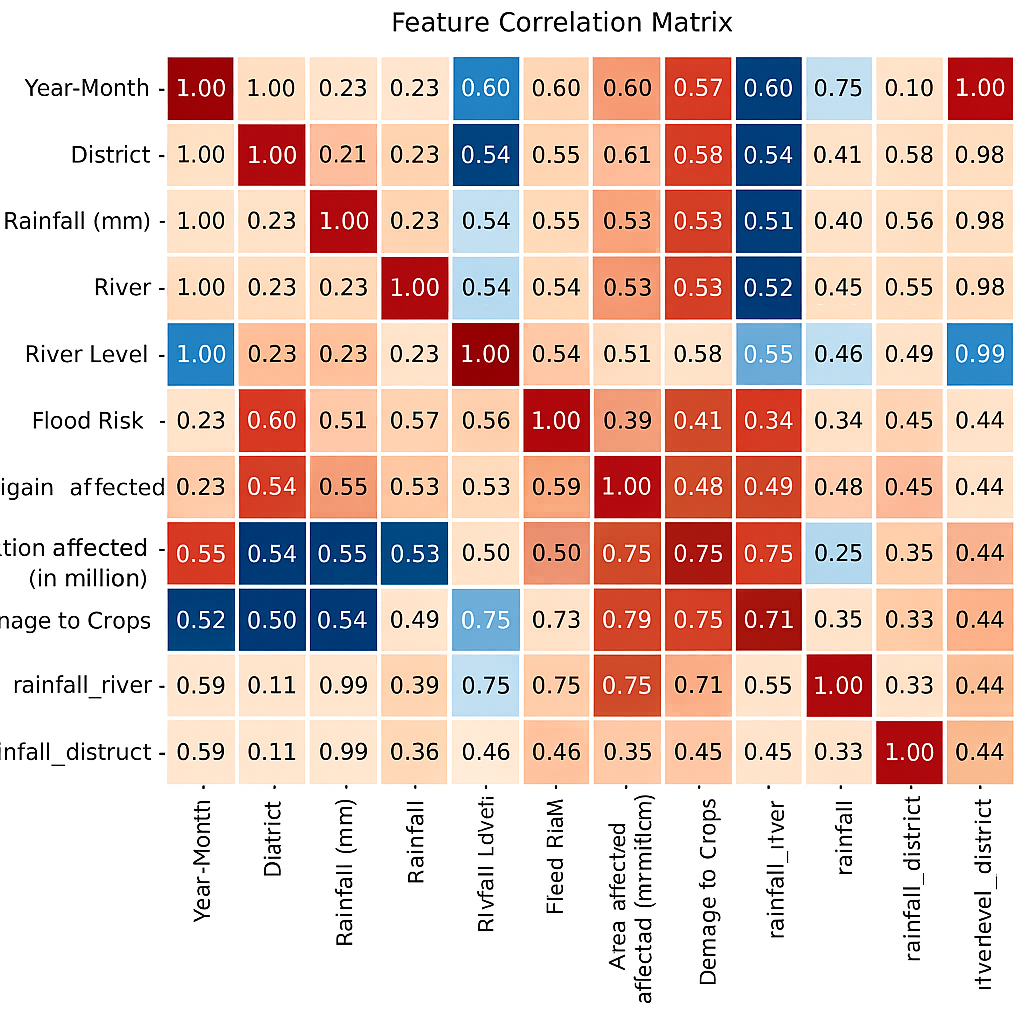 Feature Correlation Matrix
Year-Month 1.00 1.00 0.23 0.23 0.60 0.60 0.60 0.57 0.60 0.75 0.10 1.00
District 1.00 1.00 0.21 0.23 0.54 0.55 0.61 0.58 0.54 0.41 0.58 0.98
Rainfall (mm) 1.00 0.23 1.00 0.23 0.54 0.55 0.53 0.53 0.51 0.40 0.56 0.98
River 1.00 0.23 0.23 1.00 0.54 0.54 0.53 0.53 0.52 0.45 0.55 0.98
River Level 1.00 0.23 0.23 0.23 1.00 0.54 0.51 0.58 0.55 0.46 0.49 0.99
Flood Risk 0.23 0.60 0.51 0.57 0.56 1.00 0.39 0.41 0.34 0.34 0.45 0.44
igain affected 0.23 0.54 0.55 0.53 0.53 0.59 1.00 0.48 0.49 0.48 0.45 0.44
tion affected 0.55 0.54 0.55 0.53 0.50 0.50 0.75 0.75 0.75 0.25 0.35 0.44
(in million)
nage to Crops 0.52 0.50 0.54 0.49 0.75 0.73 0.79 0.75 0.71 0.35 0.33 0.44
rainfall_river 0.59 0.11 0.99 0.39 0.75 0.75 0.75 0.71 0.55 1.00 0.33 0.44
nfall_distruct 0.59 0.11 0.99 0.36 0.46 0.46 0.35 0.45 0.45 0.33 1.00 0.44
Year-Month
Diatrict
Rainfall (mm)
Rainfall
Fleed RiaM
Area affected
affectad
Demage to Crops
rainfall
rainfall_district